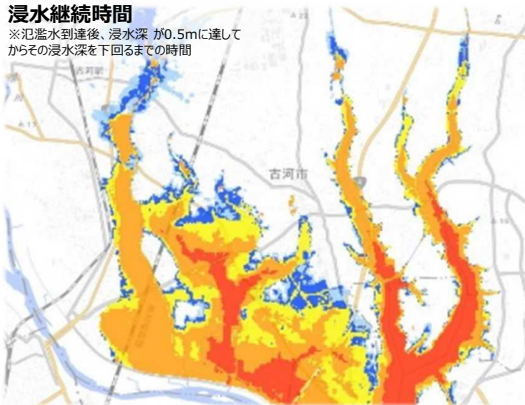 浸水継続時間
※氾濫水到達後、浸水深 が0.5mに達して
からその浸水深を下回るまでの時間
古河駅
古河市